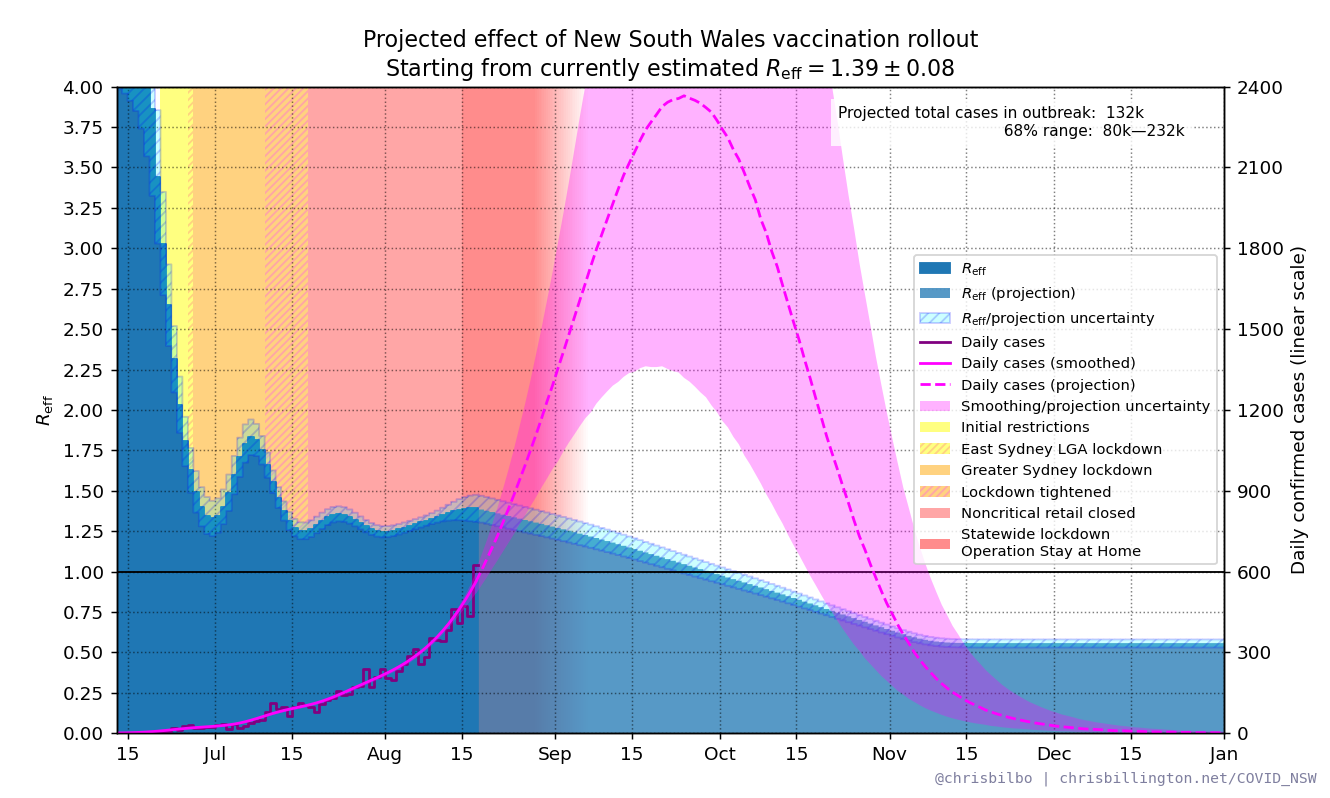 Projected effect of New South Wales vaccination rollout
Starting from currently estimated Reff = 1.39 ± 0.08
4.00
3.75
3.50
3.25
3.00
2.75
2.50
2.25
2.00
1.75
1.50
1.25
1.00
0.75
0.50
0.25
0.00
Reff
Projected total cases in outbreak: 132k
68% range: 80k—232k
Reff
Reff (projection)
Reff/projection uncertainty
Daily cases
Daily cases (smoothed)
Daily cases (projection)
Smoothing/projection uncertainty
Initial restrictions
East Sydney LGA lockdown
Greater Sydney lockdown
Lockdown tightened
Noncritical retail closed
Statewide lockdown
Operation Stay at Home
2400
2100
1800
1500
1200
900
600
300
0
Daily confirmed cases (linear scale)
15 Jul 15 Aug 15 Sep 15 Oct 15 Nov 15 Dec 15 Jan
@chrisbilbo | chrisbillington.net/COVID_NSW